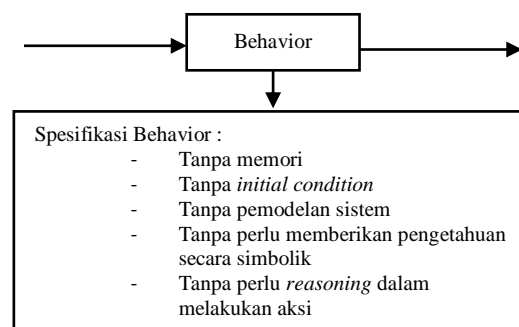 Behavior
Spesifikasi Behavior :
- Tanpa memori
- Tanpa initial condition
- Tanpa pemodelan sistem
- Tanpa perlu memberikan pengetahuan
secara simbolik
- Tanpa perlu reasoning dalam
melakukan aksi